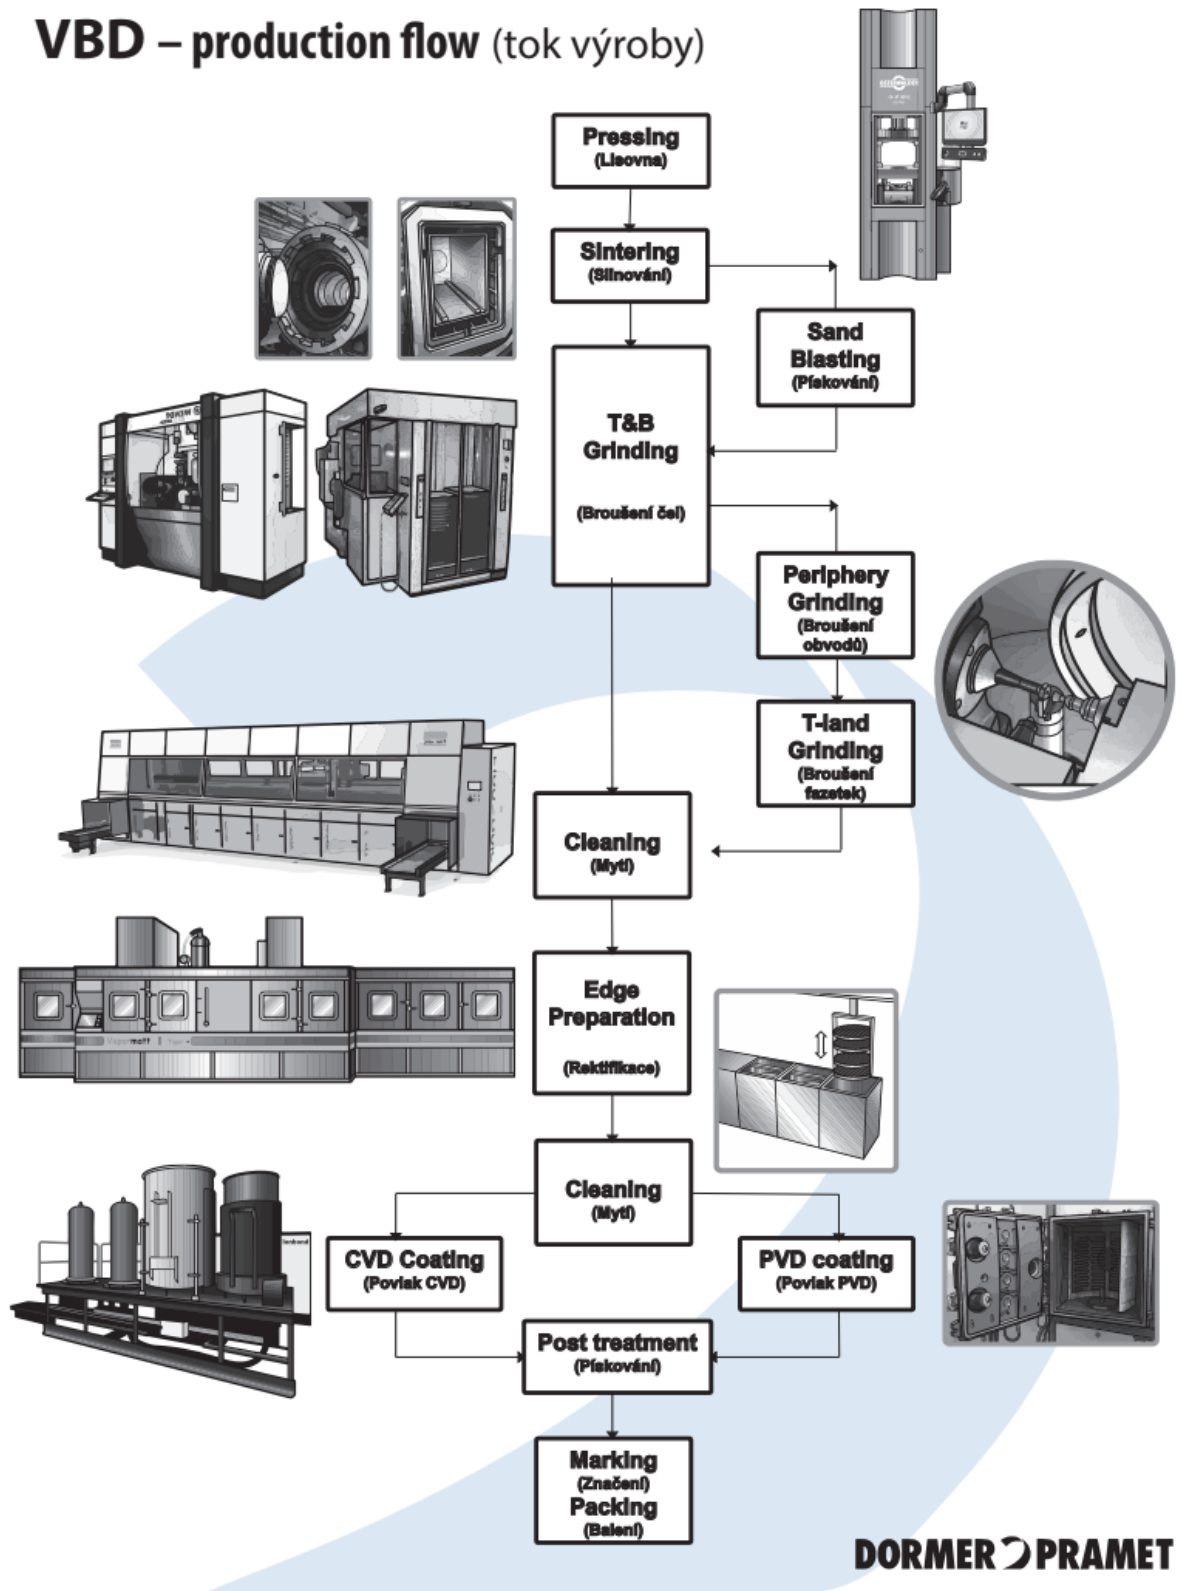 VBD – production flow (tok výroby)
Pressing
(Lisovna)
Sintering
(Slinování)
Sand
Blasting
(Pískování)
T&B
Grinding
(Broušení čel)
Periphery
Grinding
(Broušení
obvodů)
T-land
Grinding
(Broušení
fazetek)
Cleaning
(Mytí)
Edge
Preparation
(Rektifikace)
Vapormatt
Cleaning
(Mytí)
Ionbond
CVD Coating
(Povlak CVD)
PVD coating
(Povlak PVD)
Post treatment
(Pískování)
Marking
(Značení)
Packing
(Balení)
DORMER PRAMET